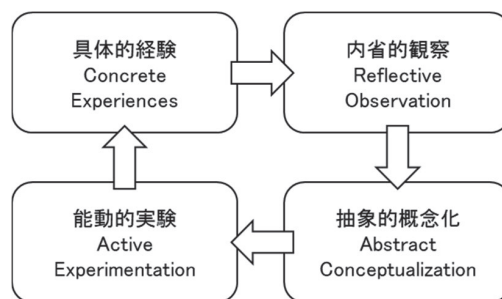 具体的経験
Concrete
Experiences
内省的観察
Reflective
Observation
能動的実験
Active
Experimentation
抽象的概念化
Abstract
Conceptualization